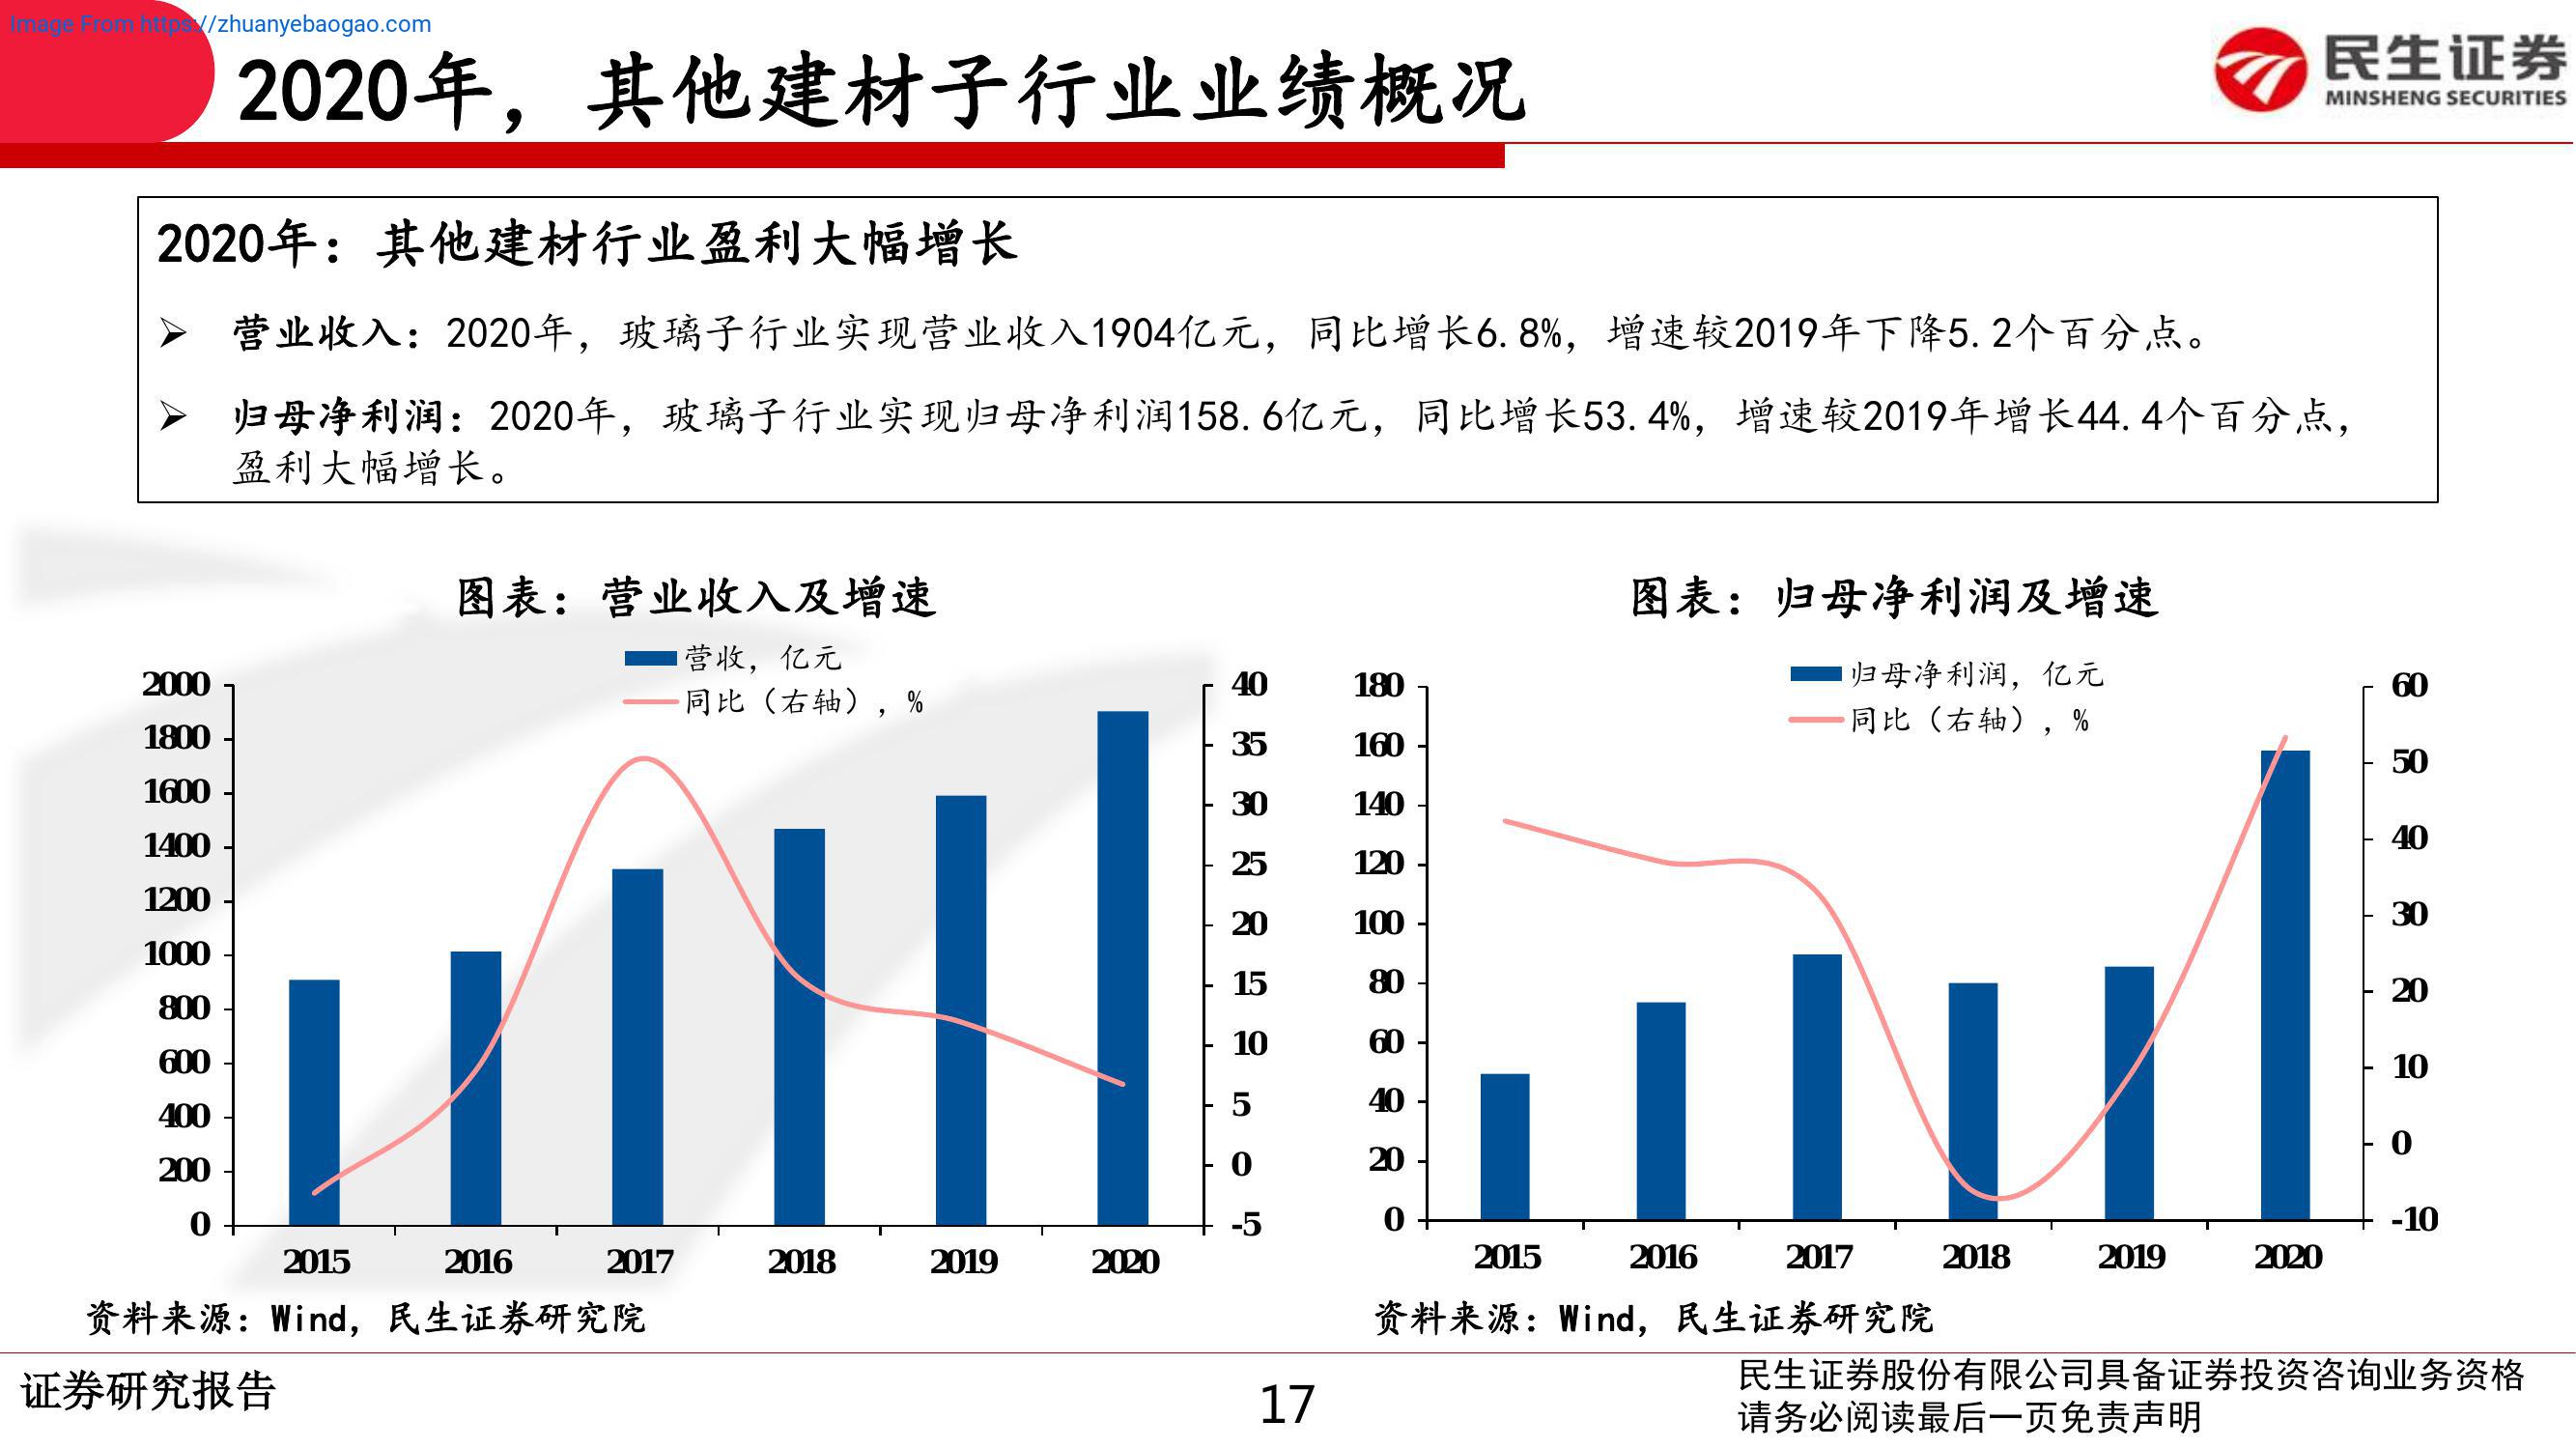 Image From https://zhuanyebaogao.com
2020年，其他建材子行业业绩概况
民生证券
MINSHENG SECURITIES
2020年：其他建材行业盈利大幅增长
➢ 营业收入：2020年，玻璃子行业实现营业收入1904亿元，同比增长6.8%，增速较2019年下降5.2个百分点。
➢ 归母净利润：2020年，玻璃子行业实现归母净利润158.6亿元，同比增长53.4%，增速较2019年增长44.4个百分点，
盈利大幅增长。
图表：营业收入及增速
营收，亿元
同比（右轴），%
2000
1800
1600
1400
1200
1000
800
600
400
200
0
40
35
30
25
20
15
10
5
0
-5
2015 2016 2017 2018 2019 2020
资料来源：Wind，民生证券研究院
图表：归母净利润及增速
归母净利润，亿元
同比（右轴），%
180
160
140
120
100
80
60
40
20
0
60
50
40
30
20
10
0
-10
2015 2016 2017 2018 2019 2020
资料来源：Wind，民生证券研究院
证券研究报告
17
民生证券股份有限公司具备证券投资咨询业务资格
请务必阅读最后一页免责声明